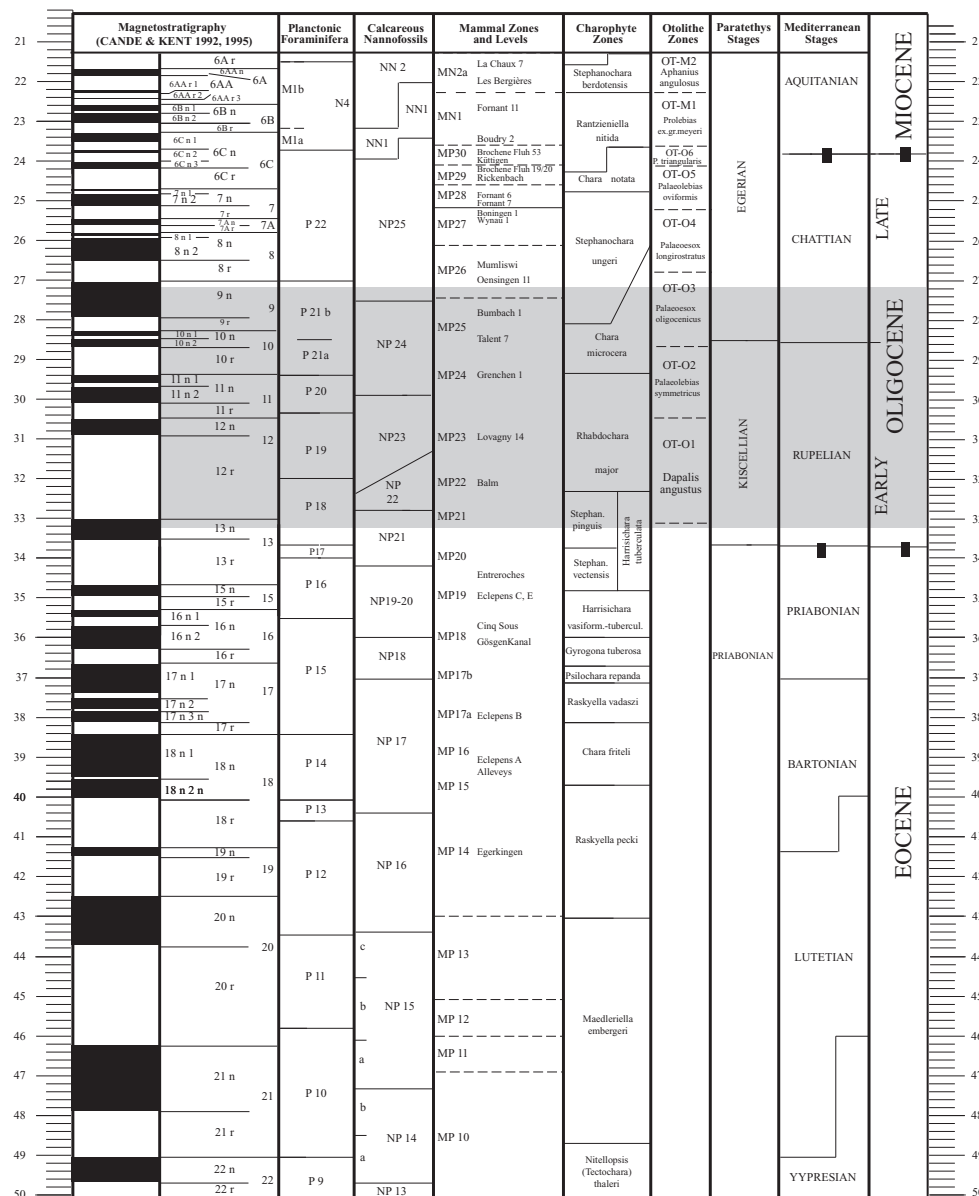 Magnetostratigraphy
(CANDE & KENT 1992, 1995)
Planctonic
Foraminifera
Calcareous
Nannofossils
Mammal Zones
and Levels
Charophyte
Zones
Otolithe
Zones
Paratethys
Stages
Mediterranean
Stages
21
22
23
24
25
26
27
28
29
30
31
32
33
34
35
36
37
38
39
40
41
42
43
44
45
46
47
48
49
50
6A r
6AA n
6A
6AA r 1
6AA
6AA r 2
6AA r 3
6B n 1
6B n
6B n 2
6B
6B r
6C n 1
6C n 2
6C n
6C n 3
6C
6C r
7 n 1
7 n
7 n 2
7
7 r
7 A n
7A
7A r
8 n 1
8 n
8 n 2
8
8 r
9 n
9
9 r
10 n 1
10 n
10 n 2
10
10 r
11 n 1
11 n
11 n 2
11
11 r
12 n
12
12 r
13 n
13
13 r
15 n
15
15 r
16 n 1
16 n
16 n 2
16
16 r
17 n 1
17 n
17
17 n 2
17 n 3 n
17 r
18 n 1
18 n
18
18 n 2 n
18 r
19 n
19
19 r
20 n
20
20 r
21 n
21
21 r
22 n
22
22 r
M1b
N4
M1a
P 22
P 21 b
P 21a
P 20
P 19
P 18
P17
P 16
P 15
P 14
P 13
P 12
P 11
P 10
P 9
NN 2
NN1
NN1
NP25
NP 24
NP23
NP
22
NP21
NP19-20
NP18
NP 17
NP 16
c
b
NP 15
a
b
NP 14
a
NP 13
MN2a
La Chaux 7
Les Bergières
MN1
Fornant 11
Boudry 2
MP30
Brochene Fluh 53
Küttigen
MP29
Brochene Fluh 19/20
Rickenbach
MP28
Fornant 6
Fornant 7
MP27
Boningen 1
Wynau 1
MP26
Mumliswi
Oensingen 11
MP25
Bumbach 1
Talent 7
MP24
Grenchen 1
MP23
Lovagny 14
MP22
Balm
MP21
MP20
Entreroches
MP19
Eclepens C, E
MP18
Cinq Sous
GösgenKanal
MP17b
MP17a
Eclepens B
MP 16
Eclepens A
Alleveys
MP 15
MP 14
Egerkingen
MP 13
MP 12
MP 11
MP 10
Stephanochara
berdotensis
Rantzieniella
nitida
Chara notata
Stephanochara
ungeri
Chara
microcera
Rhabdochara
major
Stephan.
pinguis
Harrisichara
tuberculata
Stephan.
vectensis
Harrisichara
vasiform.-tubercul.
Gyrogona tuberosa
Psilochara repanda
Raskyella vadaszi
Chara friteli
Raskyella pecki
Maedleriella
embergeri
Nitellopsis
(Tectochara)
thaleri
OT-M2
Aphanius
angulosus
OT-M1
Prolebias
ex.gr.meyeri
OT-O6
P. triangularis
OT-O5
Palaeolebias
oviformis
OT-O4
Palaeoesox
longirostratus
OT-O3
Palaeoesox
oligocenicus
OT-O2
Palaeolebias
symmetricus
OT-O1
Dapalis
angustus
EGERIAN
KISCELLIAN
PRIABONIAN
AQUITANIAN
CHATTIAN
RUPELIAN
PRIABONIAN
BARTONIAN
LUTETIAN
YYPRESIAN
MIOCENE
LATE
OLIGOCENE
EARLY
EOCENE